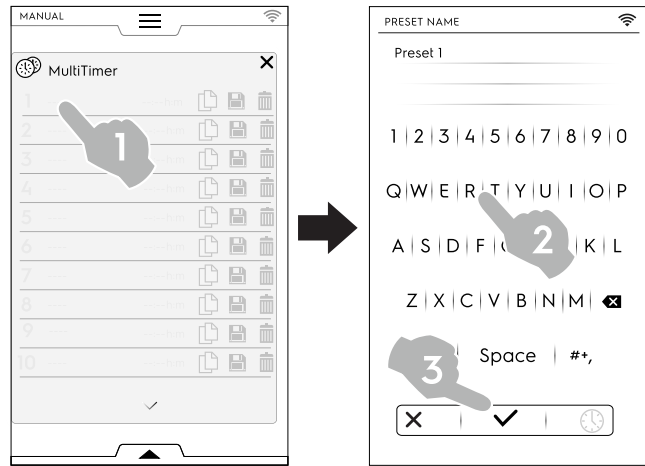 MANUAL
MultiTimer
1 --- ---h:m
2 --- ---h:m
3 --- ---h:m
4 --- ---h:m
5 --- ---h:m
6 --- ---h:m
7 --- ---h:m
8 --- ---h:m
9 --- ---h:m
10 --- ---h:m
1
PRESET NAME
Preset 1
1 2 3 4 5 6 7 8 9 0
Q W E R T Y U I O P
A S D F K L
2
Z X C V B N M
Space #+,
3